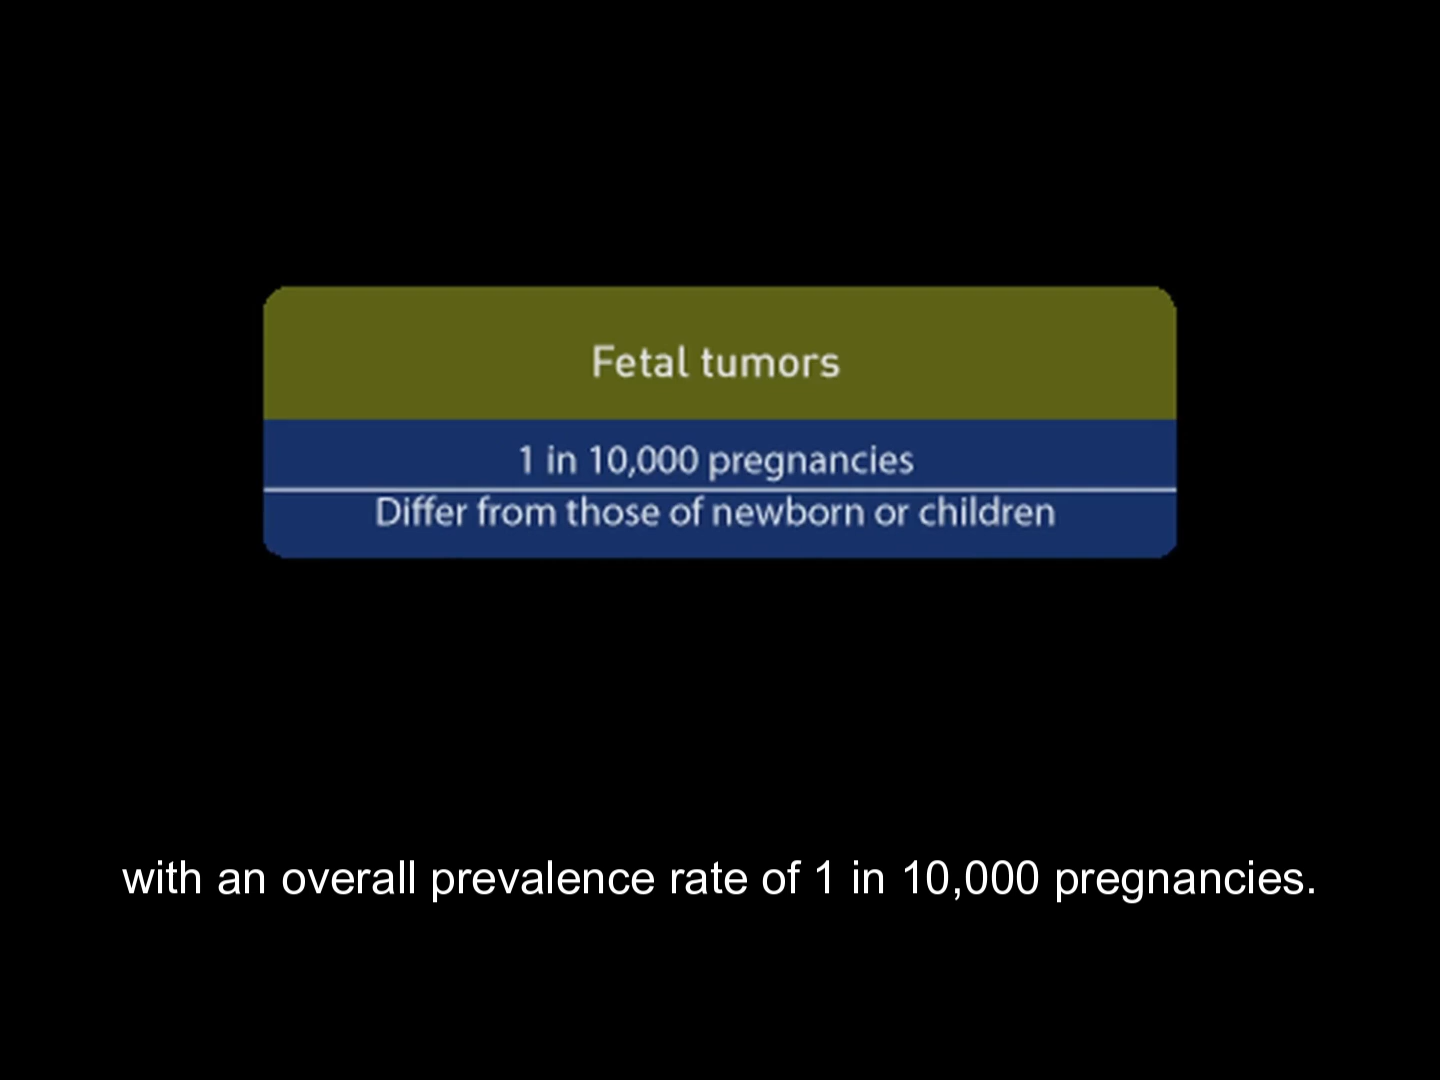 Fetal tumors
1 in 10,000 pregnancies
Differ from those of newborn or children
with an overall prevalence rate of 1 in 10,000 pregnancies.